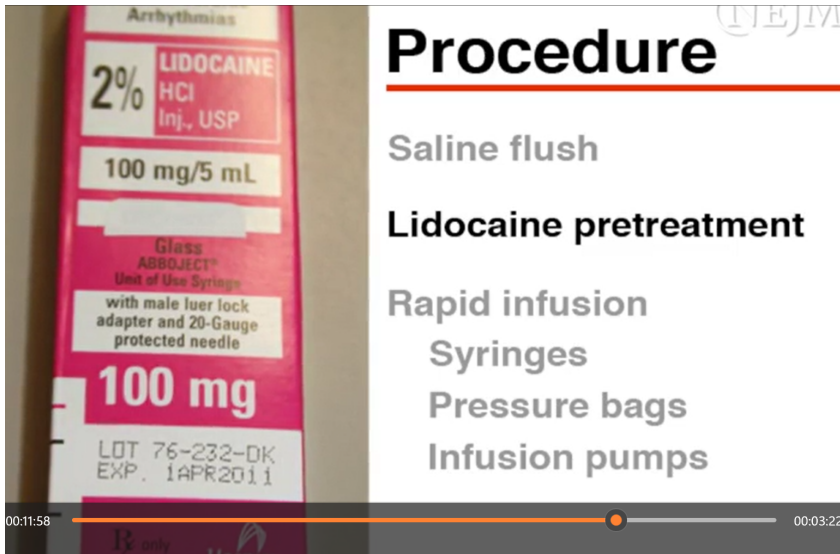 Arrhythmias
2%
LIDOCAINE
HCl
Inj., USP
100 mg/5 mL
Glass
ABBOJECT®
Unit of Use Syringe
with male luer lock
adapter and 20-Gauge
protected needle
100 mg
LOT 76-232-DK
EXP. 1APR2011
Rx only
NEJM
Procedure
Saline flush
Lidocaine pretreatment
Rapid infusion
Syringes
Pressure bags
Infusion pumps
00:11:58
00:03:22